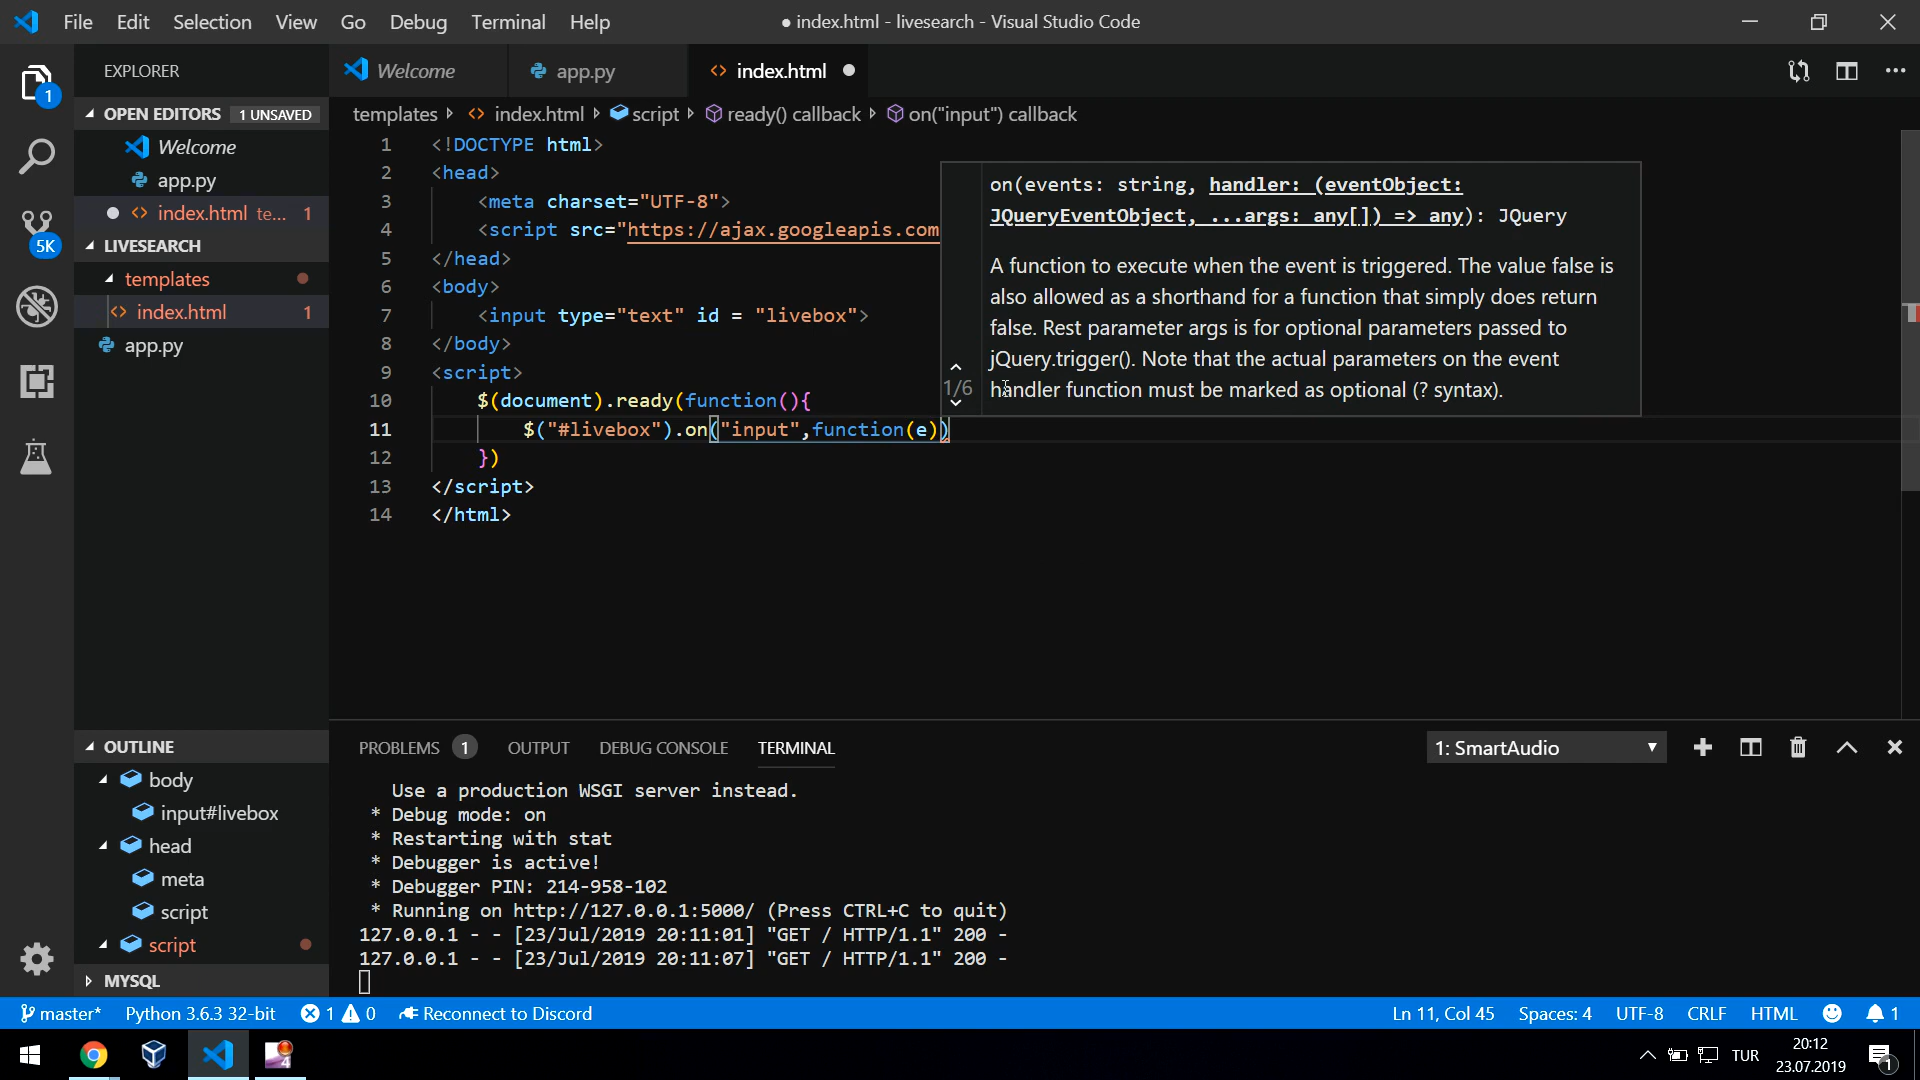 File Edit Selection View Go Debug Terminal Help
● index.html - livesearch - Visual Studio Code
EXPLORER
OPEN EDITORS 1 UNSAVED
Welcome
app.py
index.html te... 1
LIVESEARCH
templates
index.html 1
app.py
1
5K
OUTLINE
body
input#livebox
head
meta
script
script
MYSQL
Welcome
app.py
index.html
templates index.html script ready() callback on("input") callback
1 <!DOCTYPE html>
2 <head>
3 <meta charset="UTF-8">
4 <script src="https://ajax.googleapis.com
5 </head>
6 <body>
7 <input type="text" id = "livebox">
8 </body>
9 <script>
10 $(document).ready(function(){
11 $("#livebox").on("input",function(e))
12 })
13 </script>
14 </html>
on(events: string, handler: (eventObject:
JQueryEventObject, ...args: any[]) => any): JQuery
A function to execute when the event is triggered. The value false is
also allowed as a shorthand for a function that simply does return
false. Rest parameter args is for optional parameters passed to
jQuery.trigger(). Note that the actual parameters on the event
1/6 handler function must be marked as optional (? syntax).
PROBLEMS 1 OUTPUT DEBUG CONSOLE TERMINAL
1: SmartAudio
Use a production WSGI server instead.
* Debug mode: on
* Restarting with stat
* Debugger is active!
* Debugger PIN: 214-958-102
* Running on http://127.0.0.1:5000/ (Press CTRL+C to quit)
127.0.0.1 - - [23/Jul/2019 20:11:01] "GET / HTTP/1.1" 200 -
127.0.0.1 - - [23/Jul/2019 20:11:07] "GET / HTTP/1.1" 200 -
master* Python 3.6.3 32-bit 1 0 Reconnect to Discord
Ln 11, Col 45 Spaces: 4 UTF-8 CRLF HTML 1
4
TUR
20:12
23.07.2019
1